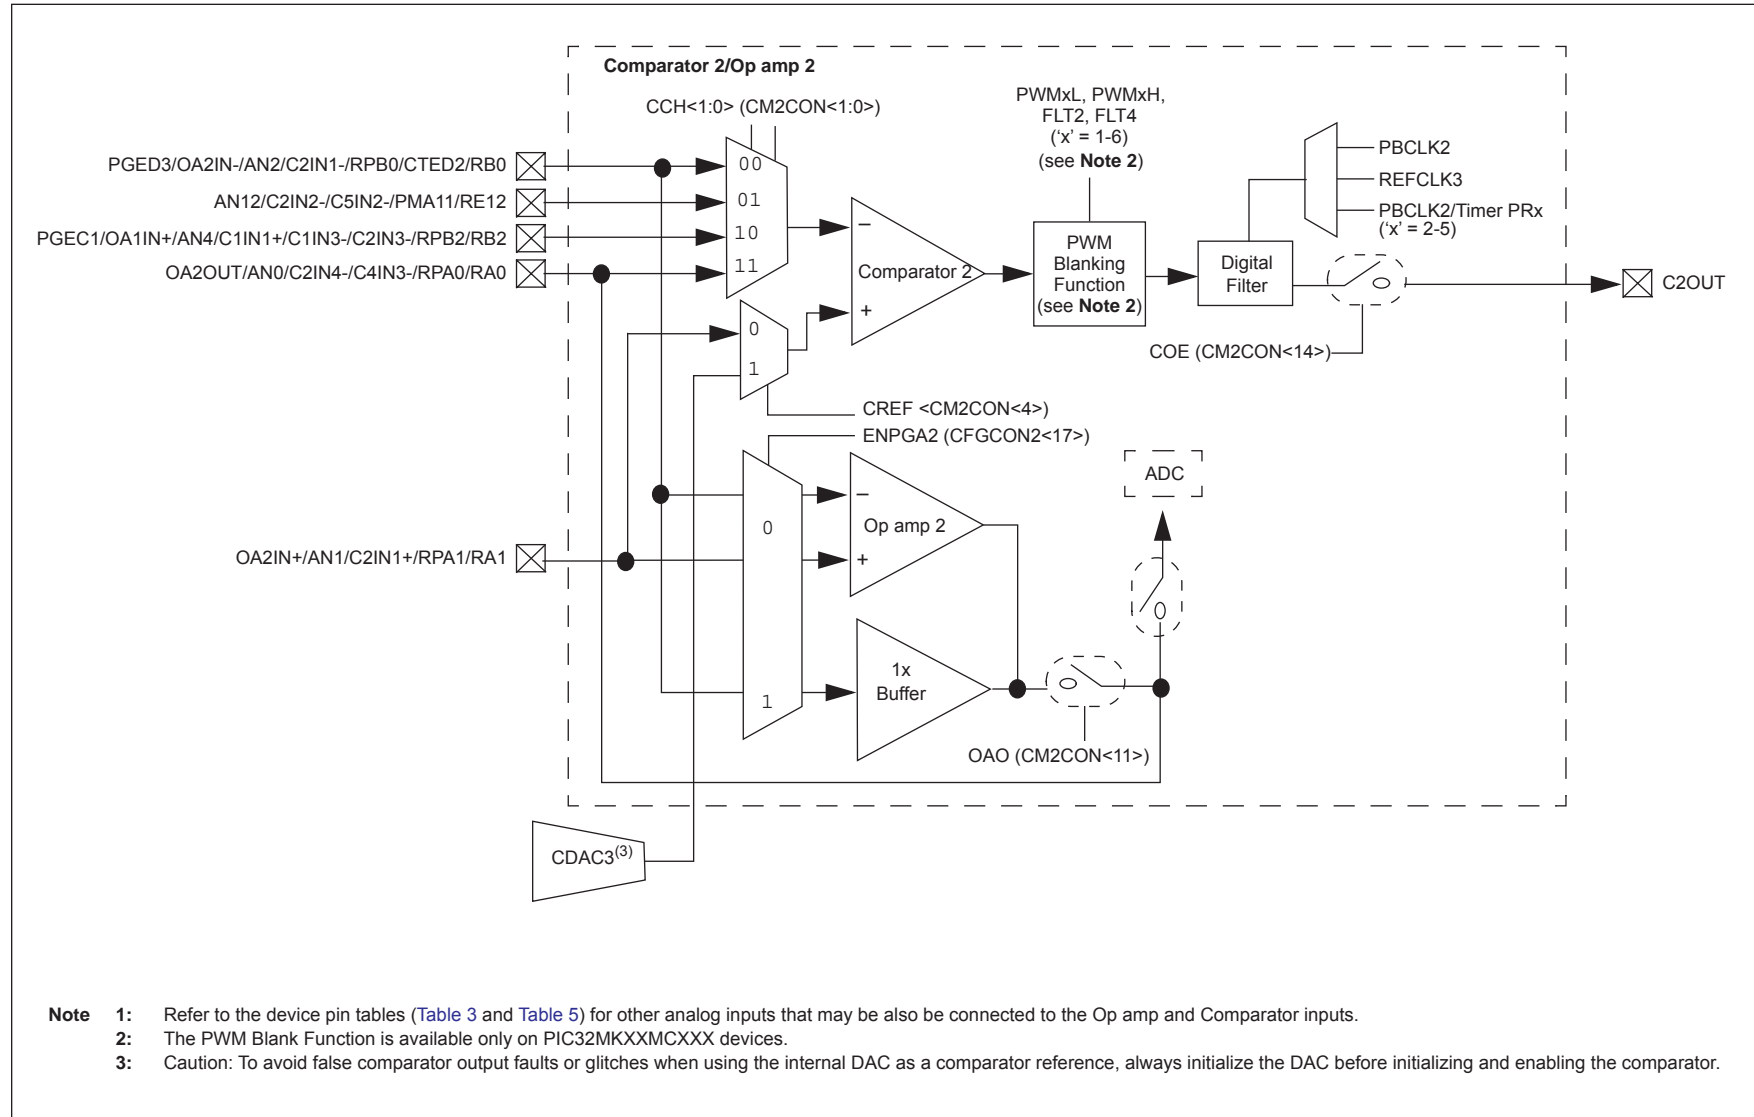 Comparator 2/Op amp 2
CCH<1:0> (CM2CON<1:0>)
PWMxL, PWMxH,
FLT2, FLT4
(‘x’ = 1-6)
(see Note 2)
PGED3/OA2IN-/AN2/C2IN1-/RPB0/CTED2/RB0
AN12/C2IN2-/C5IN2-/PMA11/RE12
PGEC1/OA1IN+/AN4/C1IN1+/C1IN3-/C2IN3-/RPB2/RB2
OA2OUT/AN0/C2IN4-/C4IN3-/RPA0/RA0
00
01
10
11
–
Comparator 2
+
0
1
PWM
Blanking
Function
(see Note 2)
Digital
Filter
PBCLK2
REFCLK3
PBCLK2/Timer PRx
(‘x’ = 2-5)
C2OUT
COE (CM2CON<14>)
CREF <CM2CON<4>)
ENPGA2 (CFGCON2<17>)
ADC
–
Op amp 2
+
0
OA2IN+/AN1/C2IN1+/RPA1/RA1
1
1x
Buffer
OAO (CM2CON<11>)
CDAC3(3)
Note 1: Refer to the device pin tables (Table 3 and Table 5) for other analog inputs that may be also be connected to the Op amp and Comparator inputs.
2: The PWM Blank Function is available only on PIC32MKXXMCXXX devices.
3: Caution: To avoid false comparator output faults or glitches when using the internal DAC as a comparator reference, always initialize the DAC before initializing and enabling the comparator.